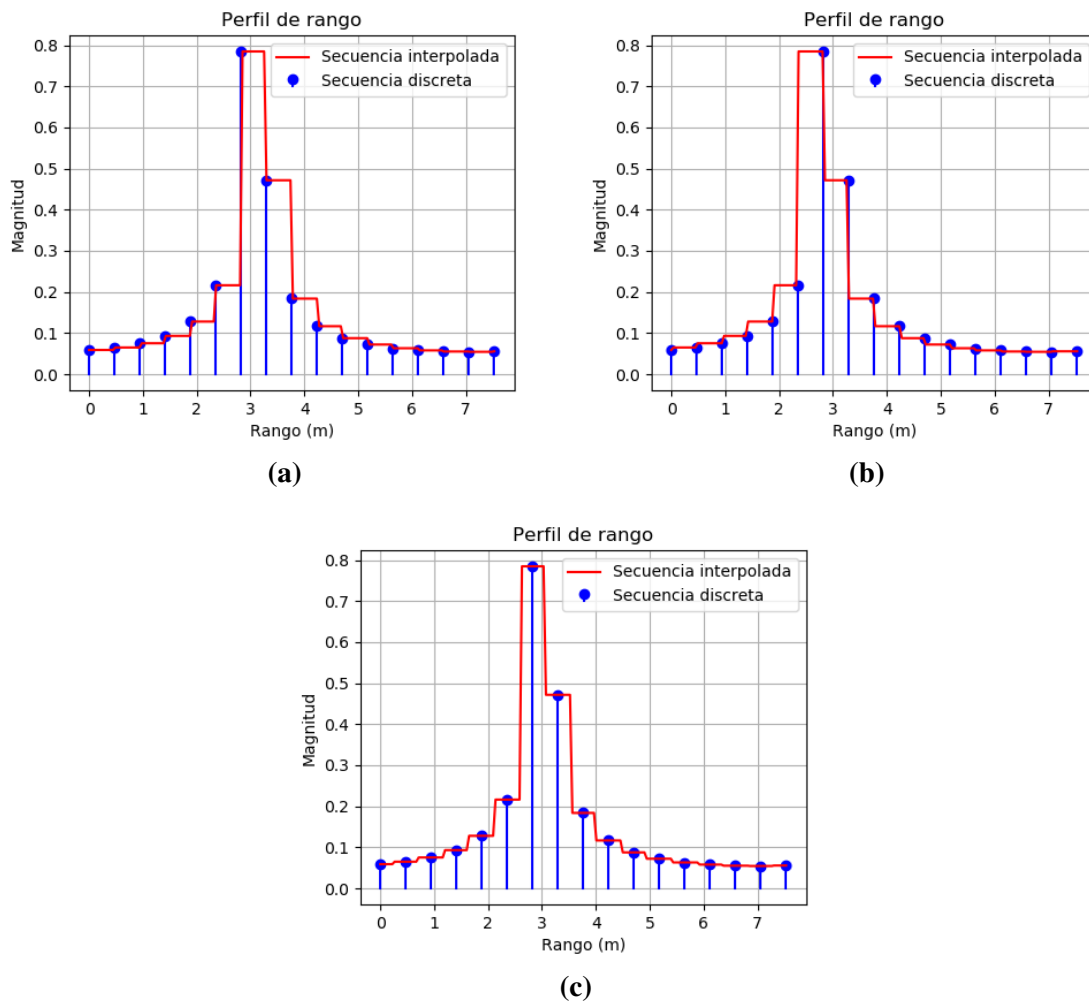 Perfil de rango
Secuencia interpolada
Secuencia discreta
Magnitud
0.8
0.7
0.6
0.5
0.4
0.3
0.2
0.1
0.0
0 1 2 3 4 5 6 7
Rango (m)
(a)
Perfil de rango
Secuencia interpolada
Secuencia discreta
Magnitud
0.8
0.7
0.6
0.5
0.4
0.3
0.2
0.1
0.0
0 1 2 3 4 5 6 7
Rango (m)
(b)
Perfil de rango
Secuencia interpolada
Secuencia discreta
Magnitud
0.8
0.7
0.6
0.5
0.4
0.3
0.2
0.1
0.0
0 1 2 3 4 5 6 7
Rango (m)
(c)